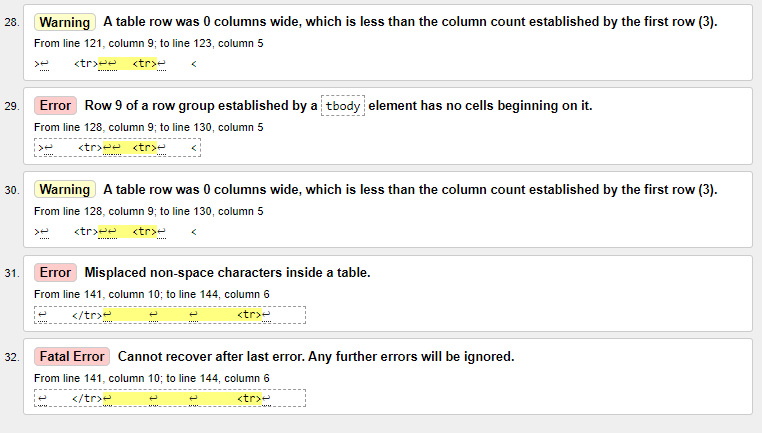 28. Warning A table row was 0 columns wide, which is less than the column count established by the first row (3).
From line 121, column 9; to line 123, column 5
>↩ <tr>↩↩ <tr>↩ <
29. Error Row 9 of a row group established by a tbody element has no cells beginning on it.
From line 128, column 9; to line 130, column 5
>↩ <tr>↩↩ <tr>↩ <
30. Warning A table row was 0 columns wide, which is less than the column count established by the first row (3).
From line 128, column 9; to line 130, column 5
>↩ <tr>↩↩ <tr>↩ <
31. Error Misplaced non-space characters inside a table.
From line 141, column 10; to line 144, column 6
↩ </tr>↩ ↩ ↩ <tr>↩
32. Fatal Error Cannot recover after last error. Any further errors will be ignored.
From line 141, column 10; to line 144, column 6
↩ </tr>↩ ↩ ↩ <tr>↩